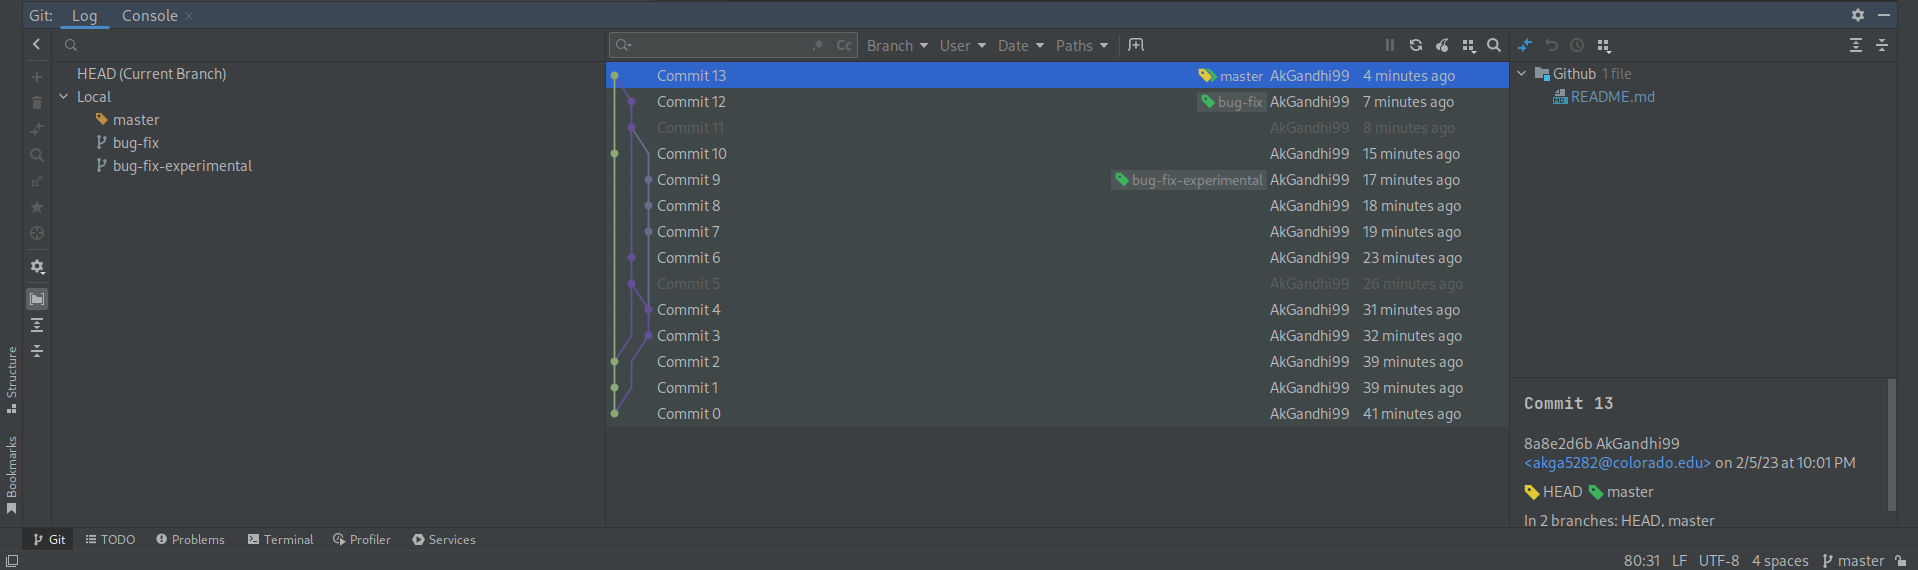 Git: Log Console
Cc Branch User Date Paths
HEAD (Current Branch)
Local
master
bug-fix
bug-fix-experimental
Commit 13 master AkGandhi99 4 minutes ago
Commit 12 bug-fix AkGandhi99 7 minutes ago
Commit 11 AkGandhi99 8 minutes ago
Commit 10 AkGandhi99 15 minutes ago
Commit 9 bug-fix-experimental AkGandhi99 17 minutes ago
Commit 8 AkGandhi99 18 minutes ago
Commit 7 AkGandhi99 19 minutes ago
Commit 6 AkGandhi99 23 minutes ago
Commit 5 AkGandhi99 26 minutes ago
Commit 4 AkGandhi99 31 minutes ago
Commit 3 AkGandhi99 32 minutes ago
Commit 2 AkGandhi99 39 minutes ago
Commit 1 AkGandhi99 39 minutes ago
Commit 0 AkGandhi99 41 minutes ago
Github 1 file
README.md
Commit 13
8a8e2d6b AkGandhi99
<akga5282@colorado.edu> on 2/5/23 at 10:01 PM
HEAD master
In 2 branches: HEAD, master
Structure
Bookmarks
Git TODO Problems Terminal Profiler Services
80:31 LF UTF-8 4 spaces master